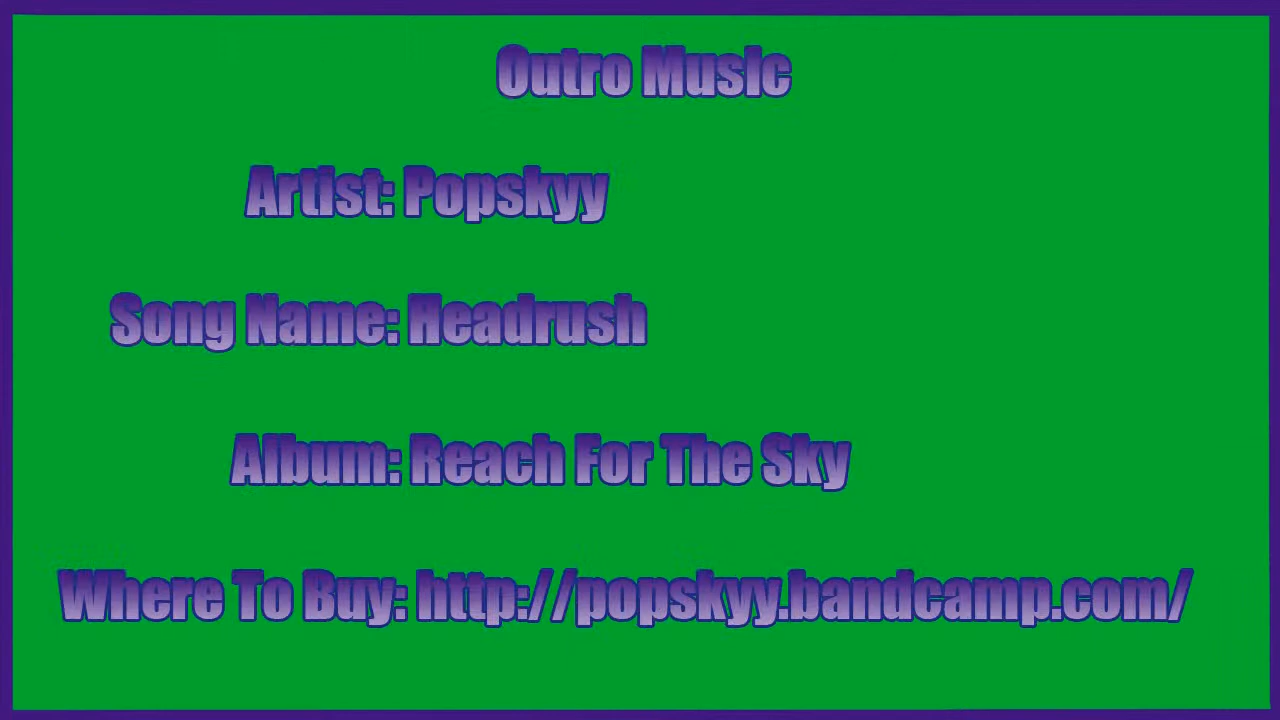 Outro Music
Artist: Popskyy
Song Name: Headrush
Album: Reach For The Sky
Where To Buy: http://popskyy.bandcamp.com/